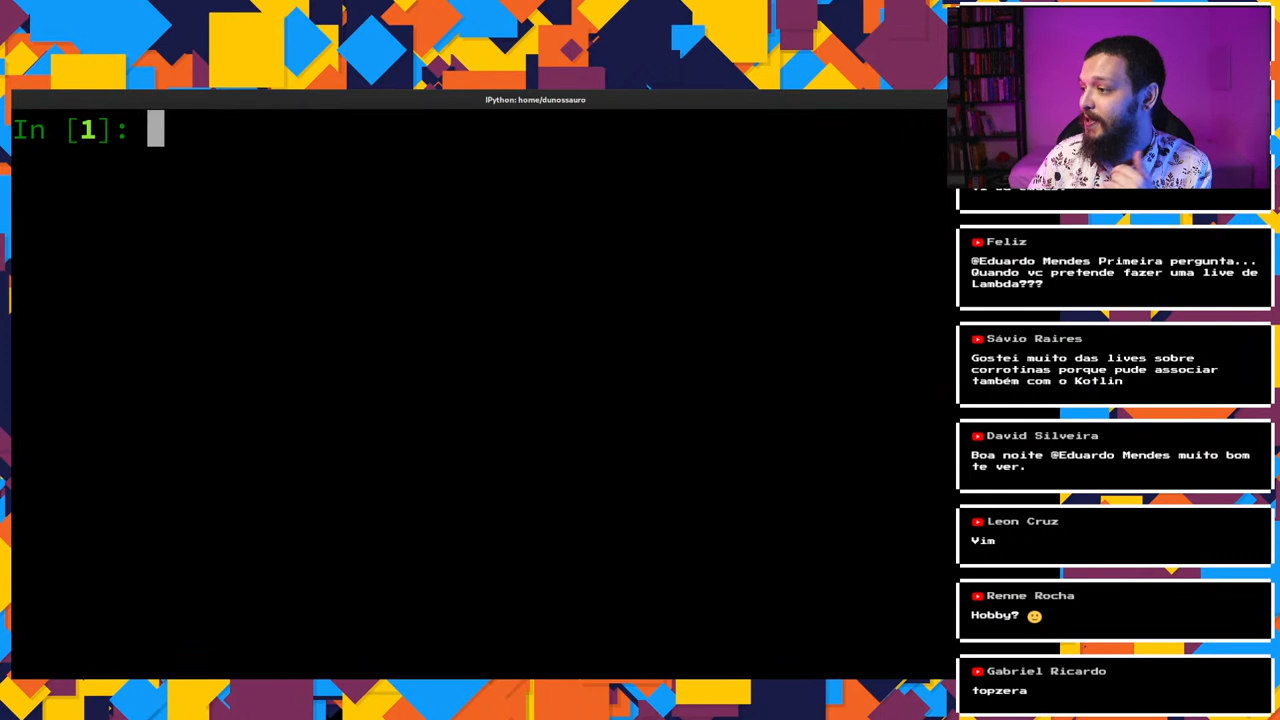 IPython: home/dunossauro
In [1]:
Feliz
@Eduardo Mendes Primeira pergunta...
Quando vc pretende fazer uma live de
Lambda???
Sávio Raires
Gostei muito das lives sobre
corrotinas porque pude associar
também com o Kotlin
David Silveira
Boa noite @Eduardo Mendes muito bom
te ver.
Leon Cruz
Vim
Renne Rocha
Hobby? 🙂
Gabriel Ricardo
topzera